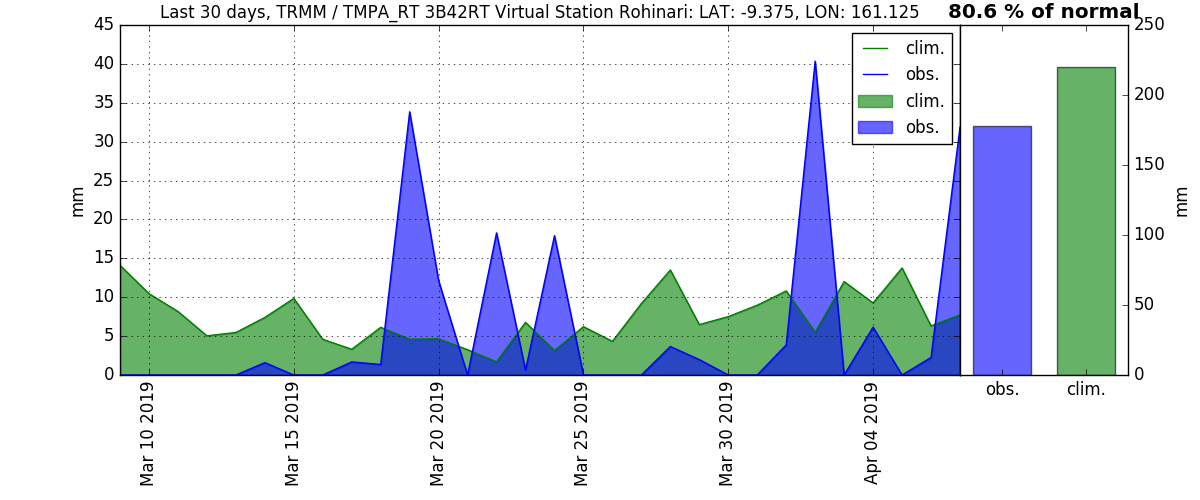 Last 30 days, TRMM / TMPA_RT 3B42RT Virtual Station Rohinari: LAT: -9.375, LON: 161.125
80.6 % of normal
45
40
35
30
25
20
15
10
5
0
mm
clim.
obs.
clim.
obs.
Mar 10 2019
Mar 15 2019
Mar 20 2019
Mar 25 2019
Mar 30 2019
Apr 04 2019
250
200
150
100
50
0
mm
obs.
clim.